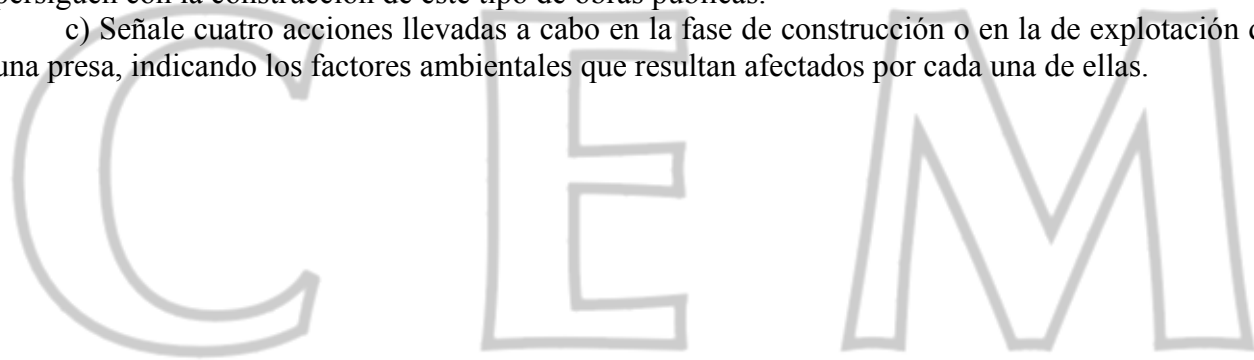 persiguen con la construcción de este tipo de obras públicas.
c) Señale cuatro acciones llevadas a cabo en la fase de construcción o en la de explotación
una presa, indicando los factores ambientales que resultan afectados por cada una de ellas.
CEM